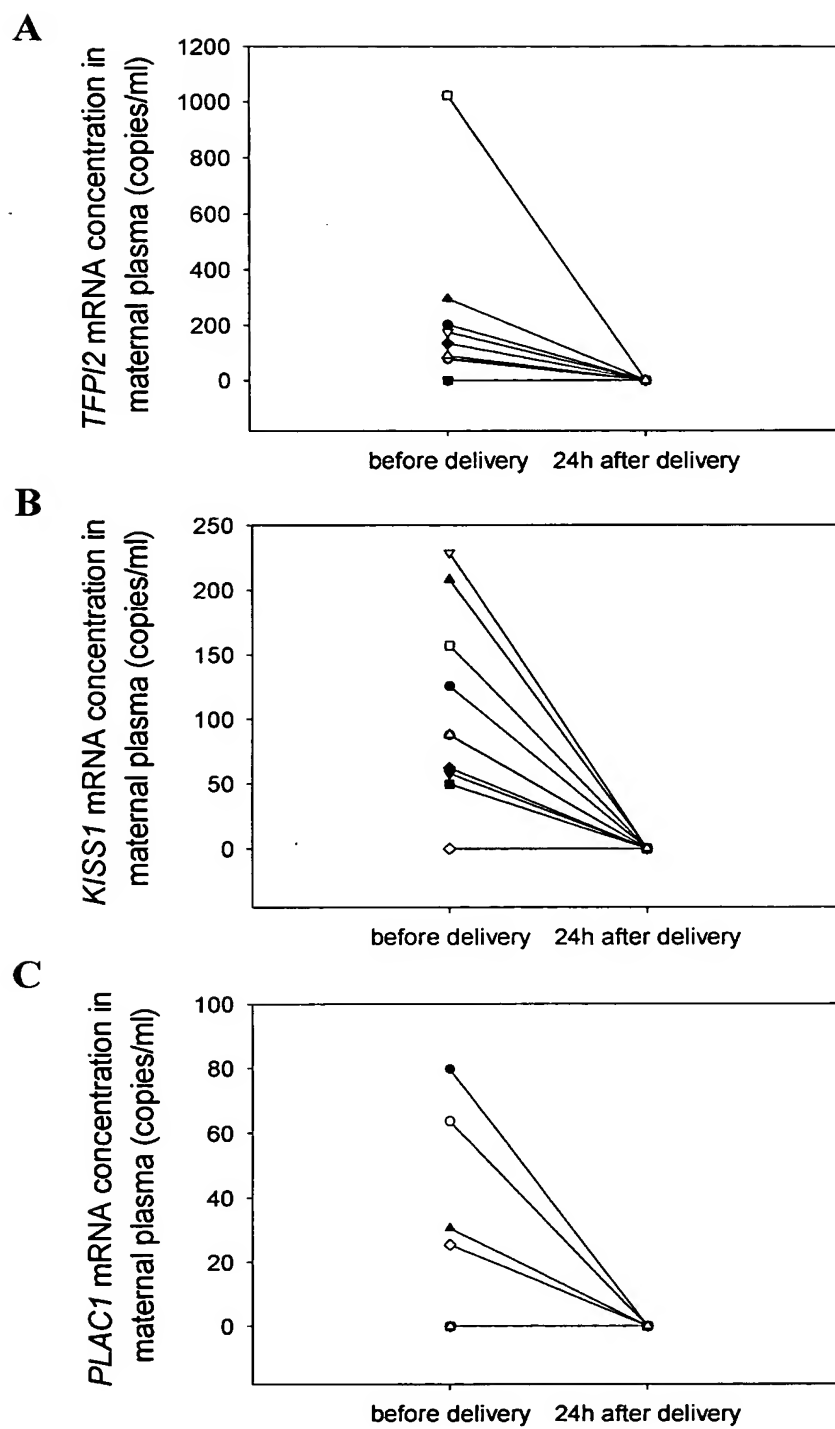 A
TFPI2 mRNA concentration in
maternal plasma (copies/ml)
1200
1000
800
600
400
200
0
before delivery 24h after delivery
B
KISS1 mRNA concentration in
maternal plasma (copies/ml)
250
200
150
100
50
0
before delivery 24h after delivery
C
PLAC1 mRNA concentration in
maternal plasma (copies/ml)
100
80
60
40
20
0
before delivery 24h after delivery